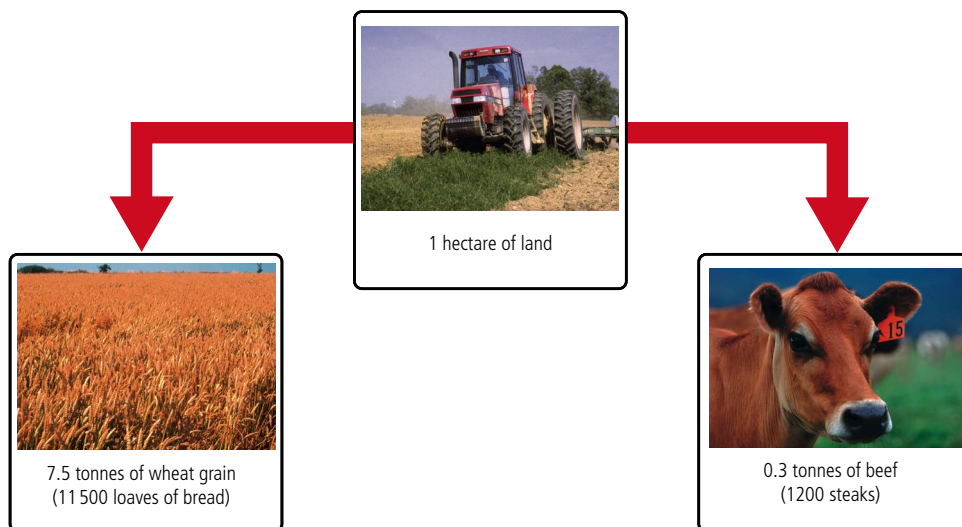 1 hectare of land
7.5 tonnes of wheat grain
(11 500 loaves of bread)
15
0.3 tonnes of beef
(1200 steaks)